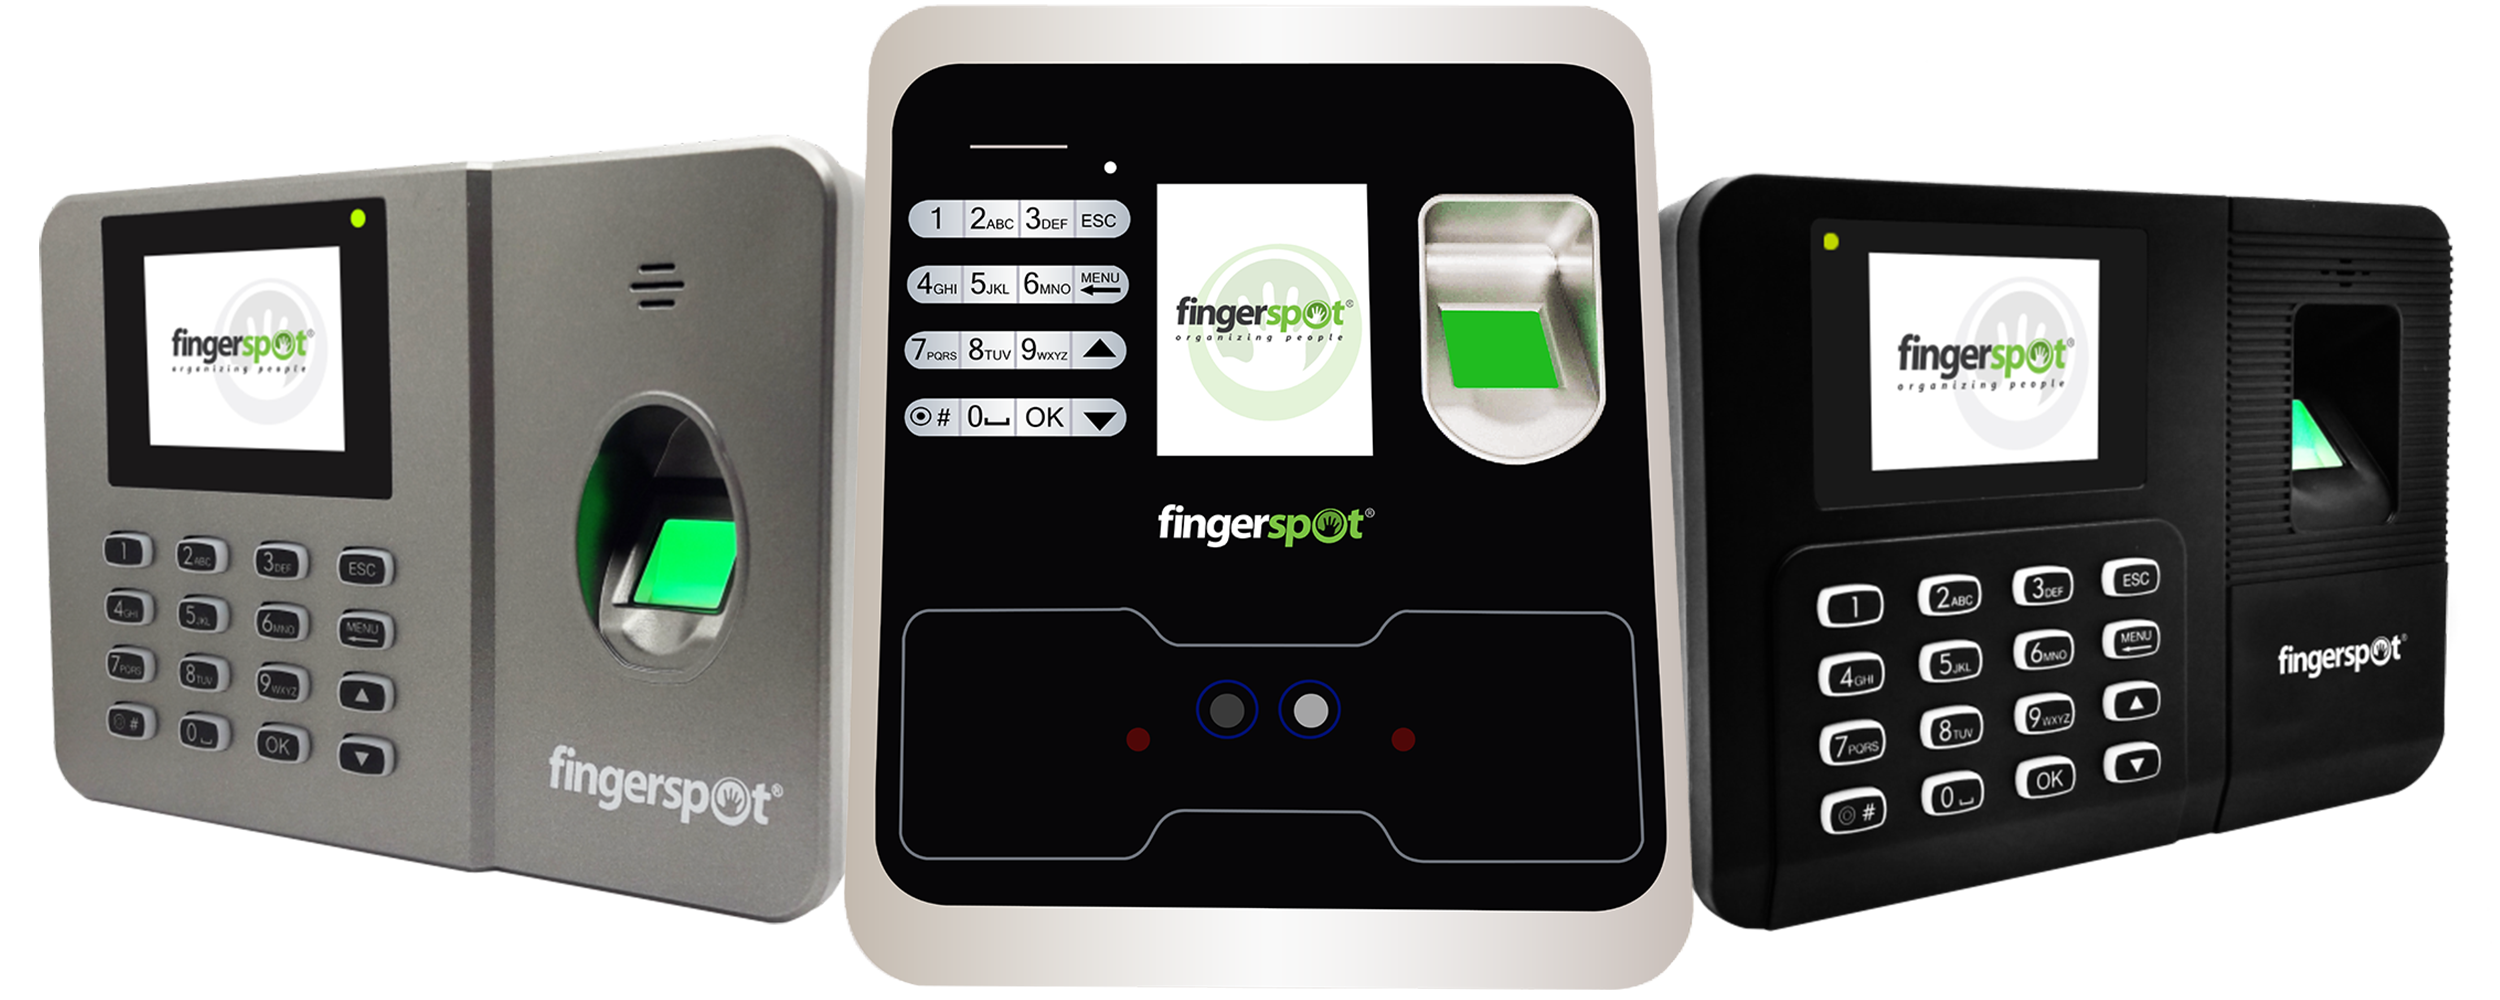 fingerspot®
organizing people
1 2ABC 3DEF ESC
4GHI 5JKL 6MNO MENU
7PQRS 8TUV 9WXYZ ▲
# 0 OK ▼
fingerspot®
1 2ABC 3DEF ESC
4GHI 5JKL 6MNO MENU
7PQRS 8TUV 9WXYZ ▲
# 0 OK ▼
fingerspot®
organizing people
fingerspot®
fingerspot®
organizing people
1 2ABC 3DEF ESC
4GHI 5JKL 6MNO MENU
7PQRS 8TUV 9WXYZ ▲
# 0 OK ▼
fingerspot®